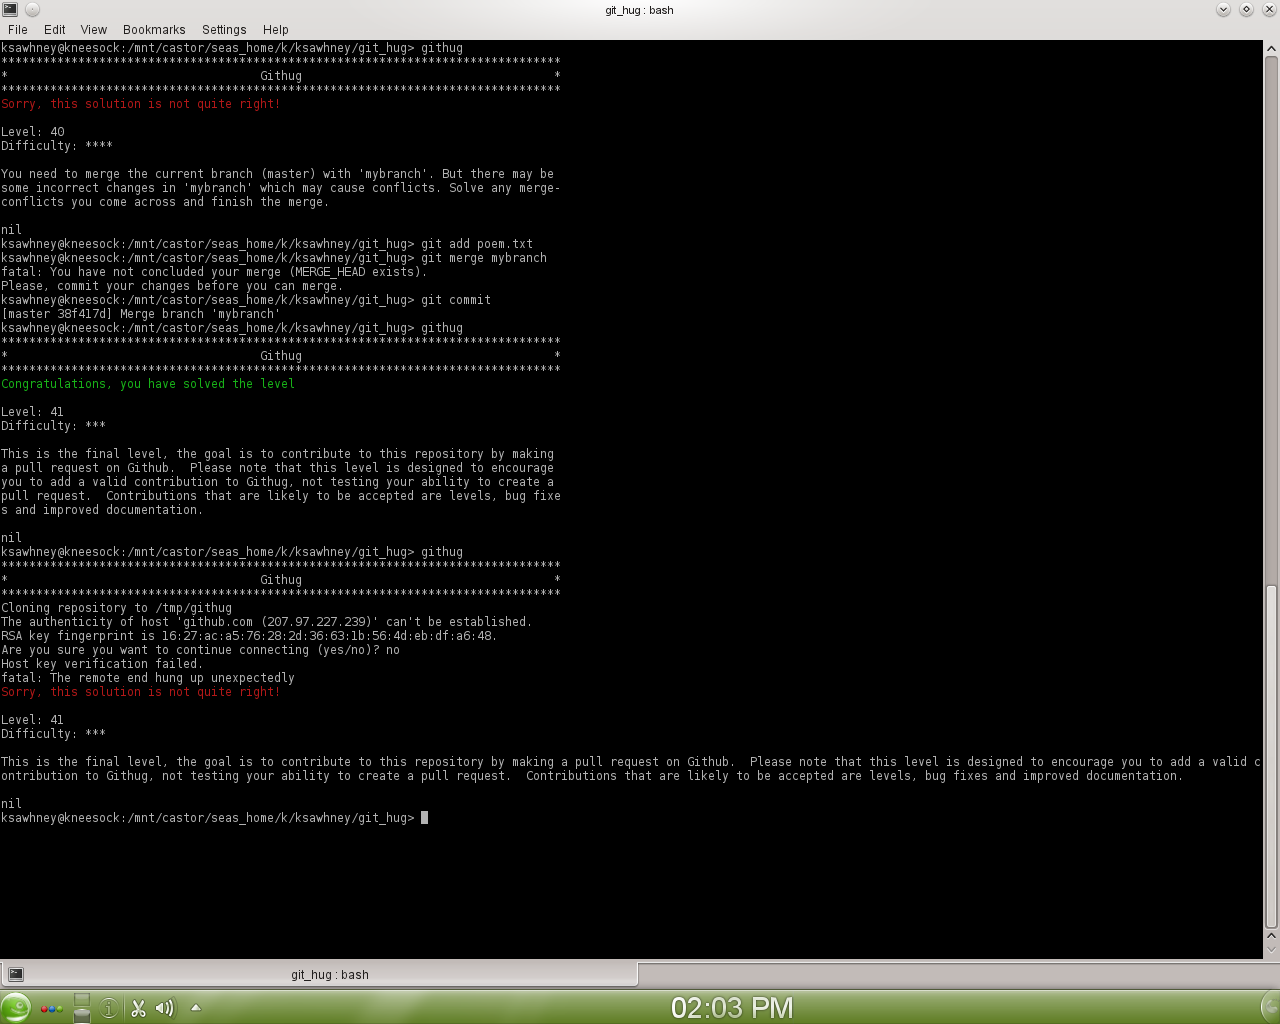 git_hug : bash
File Edit View Bookmarks Settings Help
ksawhney@kneesock:/mnt/castor/seas_home/k/ksawhney/git_hug> githug
********************************************************************************
*                                    Githug                                    *
********************************************************************************
Sorry, this solution is not quite right!
Level: 40
Difficulty: ****
You need to merge the current branch (master) with 'mybranch'. But there may be
some incorrect changes in 'mybranch' which may cause conflicts. Solve any merge-
conflicts you come across and finish the merge.
nil
ksawhney@kneesock:/mnt/castor/seas_home/k/ksawhney/git_hug> git add poem.txt
ksawhney@kneesock:/mnt/castor/seas_home/k/ksawhney/git_hug> git merge mybranch
fatal: You have not concluded your merge (MERGE_HEAD exists).
Please, commit your changes before you can merge.
ksawhney@kneesock:/mnt/castor/seas_home/k/ksawhney/git_hug> git commit
[master 38f417d] Merge branch 'mybranch'
ksawhney@kneesock:/mnt/castor/seas_home/k/ksawhney/git_hug> githug
********************************************************************************
*                                    Githug                                    *
********************************************************************************
Congratulations, you have solved the level
Level: 41
Difficulty: ***
This is the final level, the goal is to contribute to this repository by making
a pull request on Github.  Please note that this level is designed to encourage
you to add a valid contribution to Githug, not testing your ability to create a
pull request.  Contributions that are likely to be accepted are levels, bug fixe
s and improved documentation.
nil
ksawhney@kneesock:/mnt/castor/seas_home/k/ksawhney/git_hug> githug
********************************************************************************
*                                    Githug                                    *
********************************************************************************
Cloning repository to /tmp/githug
The authenticity of host 'github.com (207.97.227.239)' can't be established.
RSA key fingerprint is 16:27:ac:a5:76:28:2d:36:63:1b:56:4d:eb:df:a6:48.
Are you sure you want to continue connecting (yes/no)? no
Host key verification failed.
fatal: The remote end hung up unexpectedly
Sorry, this solution is not quite right!
Level: 41
Difficulty: ***
This is the final level, the goal is to contribute to this repository by making a pull request on Github.  Please note that this level is designed to encourage you to add a valid c
ontribution to Githug, not testing your ability to create a pull request.  Contributions that are likely to be accepted are levels, bug fixes and improved documentation.
nil
ksawhney@kneesock:/mnt/castor/seas_home/k/ksawhney/git_hug>
git_hug : bash
02:03 PM